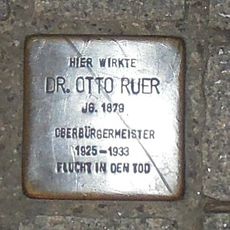 HIER WIRKTE
DR. OTTO RUER
JG. 1879
OBERBÜRGERMEISTER
1925–1933
FLUCHT IN DEN TOD